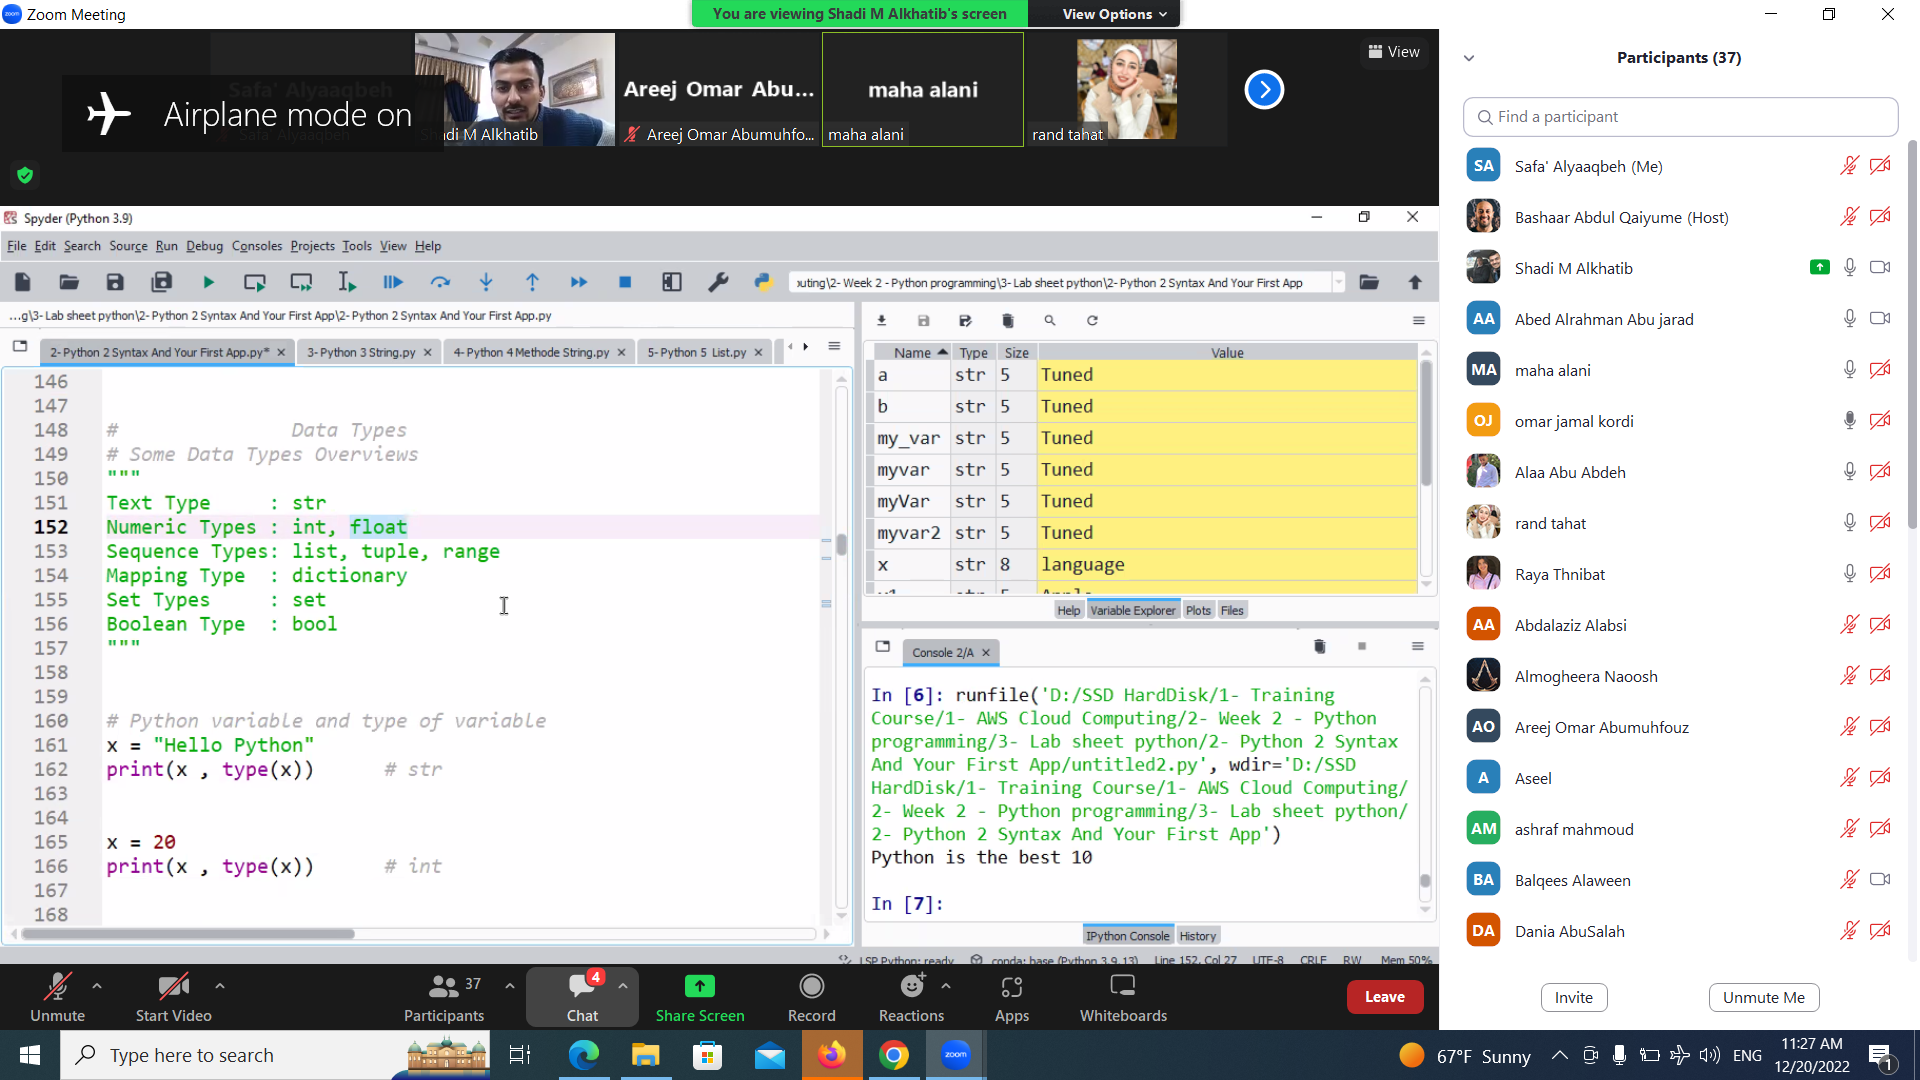 Zoom Meeting
You are viewing Shadi M Alkhatib's screen
View Options
Safa' Alyaaqbeh
Airplane mode on
Safa' Alyaaqbeh
Shadi M Alkhatib
Areej Omar Abu...
Areej Omar Abumuhfo...
maha alani
maha alani
rand tahat
View
Spyder (Python 3.9)
File Edit Search Source Run Debug Consoles Projects Tools View Help
outing\2- Week 2 - Python programming\3- Lab sheet python\2- Python 2 Syntax And Your First App
...g\3- Lab sheet python\2- Python 2 Syntax And Your First App\2- Python 2 Syntax And Your First App.py
2- Python 2 Syntax And Your First App.py*
3- Python 3 String.py
4- Python 4 Methode String.py
5- Python 5 List.py
146
147
148 # Data Types
149 # Some Data Types Overviews
150 """
151 Text Type : str
152 Numeric Types : int, float
153 Sequence Types: list, tuple, range
154 Mapping Type : dictionary
155 Set Types : set
156 Boolean Type : bool
157 """
158
159
160 # Python variable and type of variable
161 x = "Hello Python"
162 print(x , type(x)) # str
163
164
165 x = 20
166 print(x , type(x)) # int
167
168
Name Type Size Value
a str 5 Tuned
b str 5 Tuned
my_var str 5 Tuned
myvar str 5 Tuned
myVar str 5 Tuned
myvar2 str 5 Tuned
x str 8 language
Help Variable Explorer Plots Files
Console 2/A
In [6]: runfile('D:/SSD HardDisk/1- Training
Course/1- AWS Cloud Computing/2- Week 2 - Python
programming/3- Lab sheet python/2- Python 2 Syntax
And Your First App/untitled2.py', wdir='D:/SSD
HardDisk/1- Training Course/1- AWS Cloud Computing/
2- Week 2 - Python programming/3- Lab sheet python/
2- Python 2 Syntax And Your First App')
Python is the best 10
In [7]:
IPython Console History
LSP Python: ready conda: base (Python 3.9.13) Line 152, Col 27 UTF-8 CRLF RW Mem 50%
Unmute
Start Video
37
Participants
4
Chat
Share Screen
Record
Reactions
Apps
Whiteboards
Leave
Participants (37)
Find a participant
SA Safa' Alyaaqbeh (Me)
Bashaar Abdul Qaiyume (Host)
Shadi M Alkhatib
AA Abed Alrahman Abu jarad
MA maha alani
OJ omar jamal kordi
Alaa Abu Abdeh
rand tahat
Raya Thnibat
AA Abdalaziz Alabsi
Almogheera Naoosh
AO Areej Omar Abumuhfouz
A Aseel
AM ashraf mahmoud
BA Balqees Alaween
DA Dania AbuSalah
Invite
Unmute Me
Type here to search
zoom
67°F Sunny
ENG
11:27 AM
12/20/2022
1